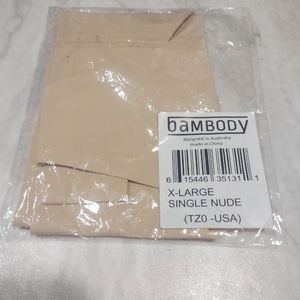 baMBODy
designed in Australia
made in China
6 15446 35131 1
X-LARGE
SINGLE NUDE
(TZ0 -USA)